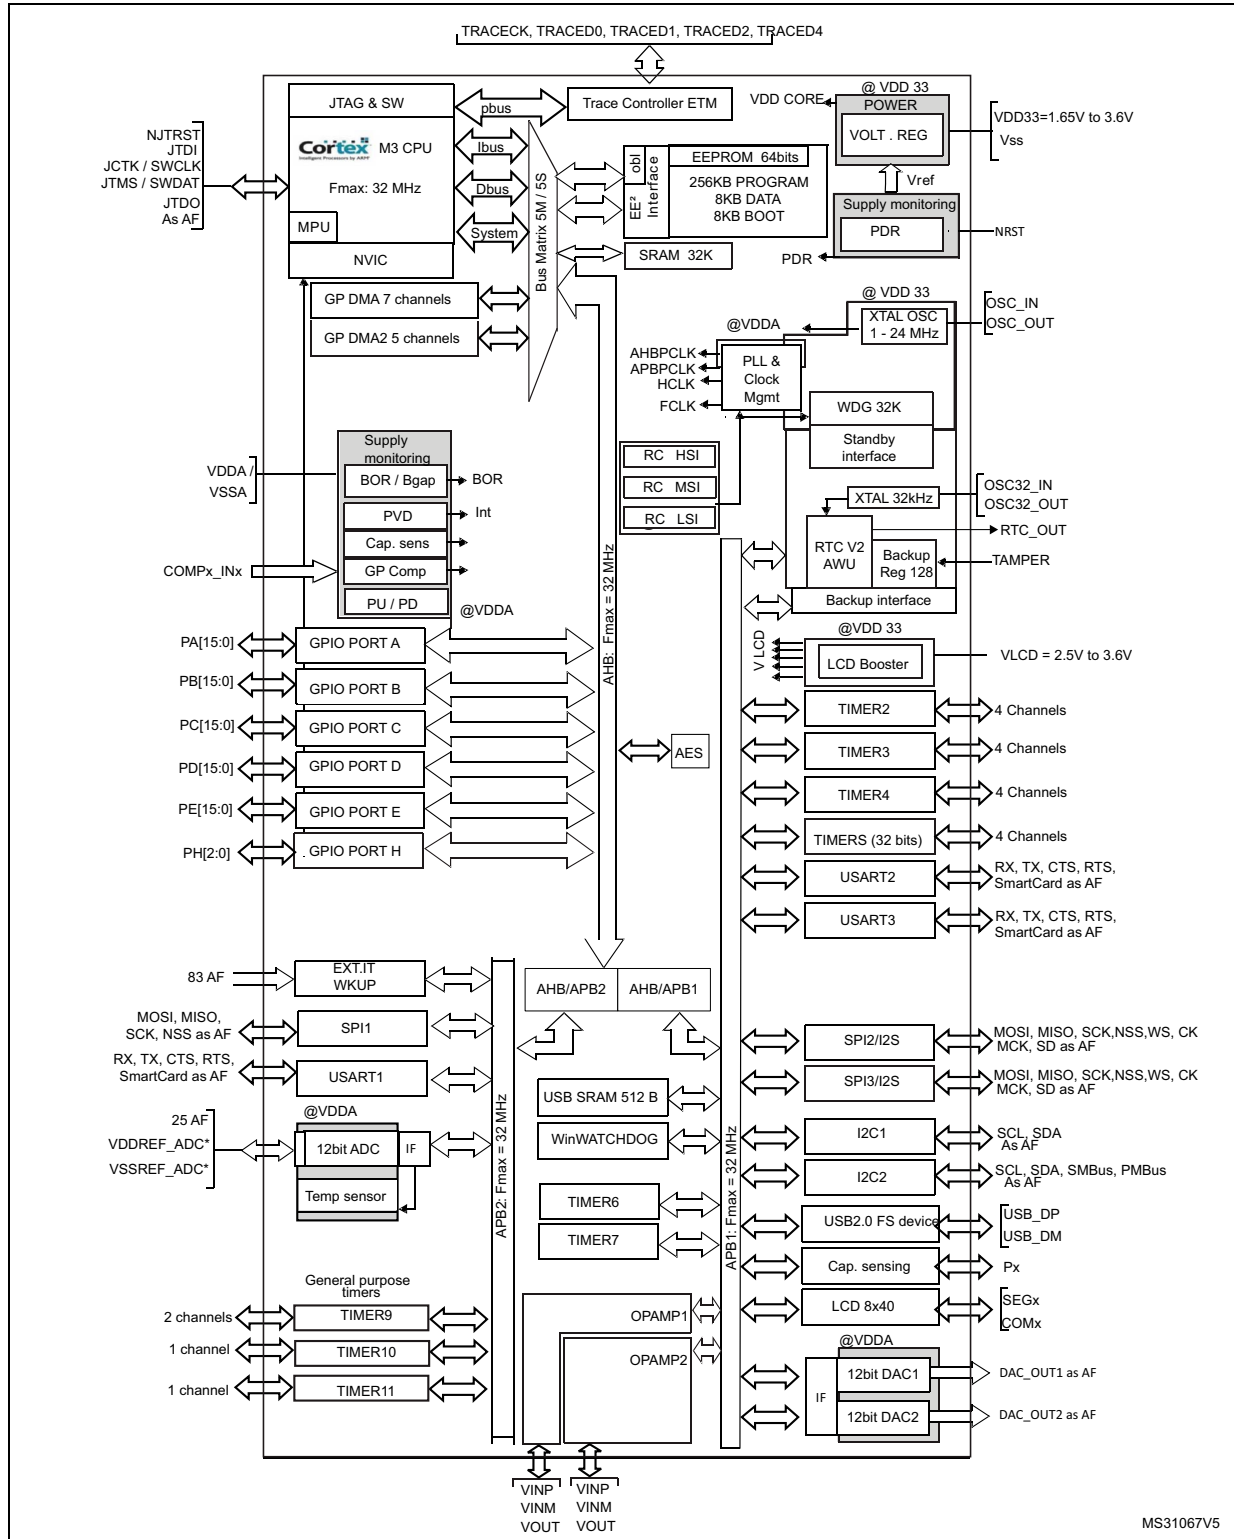 TRACECK, TRACED0, TRACED1, TRACED2, TRACED4
JTAG & SW
pbus
Trace Controller ETM
VDD CORE
@ VDD 33
POWER
VOLT . REG
VDD33=1.65V to 3.6V
Vss
NJTRST
JTDI
JCTK / SWCLK
JTMS / SWDAT
JTDO
As AF
Cortex
M3 CPU
Fmax: 32 MHz
MPU
NVIC
Ibus
Dbus
System
Bus Matrix 5M / 5S
obl
EE² Interface
EEPROM 64bits
256KB PROGRAM
8KB DATA
8KB BOOT
SRAM 32K
Vref
Supply monitoring
PDR
NRST
PDR
GP DMA 7 channels
GP DMA2 5 channels
@ VDD 33
XTAL OSC
1 - 24 MHz
OSC_IN
OSC_OUT
@VDDA
AHBPCLK
APBPCLK
HCLK
FCLK
PLL &
Clock
Mgmt
WDG 32K
Standby
interface
RC HSI
RC MSI
RC LSI
Supply
monitoring
VDDA /
VSSA
BOR / Bgap
BOR
PVD
Int
Cap. sens
COMPx_INx
GP Comp
PU / PD
@VDDA
XTAL 32kHz
OSC32_IN
OSC32_OUT
RTC V2
AWU
RTC_OUT
Backup
Reg 128
TAMPER
Backup interface
AHB: Fmax = 32 MHz
PA[15:0]
GPIO PORT A
PB[15:0]
GPIO PORT B
PC[15:0]
GPIO PORT C
PD[15:0]
GPIO PORT D
PE[15:0]
GPIO PORT E
PH[2:0]
GPIO PORT H
AES
@VDD 33
V LCD
LCD Booster
VLCD = 2.5V to 3.6V
TIMER2
4 Channels
TIMER3
4 Channels
TIMER4
4 Channels
TIMERS (32 bits)
4 Channels
USART2
RX, TX, CTS, RTS,
SmartCard as AF
USART3
RX, TX, CTS, RTS,
SmartCard as AF
83 AF
EXT.IT
WKUP
AHB/APB2
AHB/APB1
MOSI, MISO,
SCK, NSS as AF
SPI1
RX, TX, CTS, RTS,
SmartCard as AF
USART1
@VDDA
25 AF
VDDREF_ADC*
VSSREF_ADC*
12bit ADC
IF
Temp sensor
APB2: Fmax = 32 MHz
USB SRAM 512 B
WinWATCHDOG
TIMER6
TIMER7
APB1: Fmax = 32 MHz
SPI2/I2S
MOSI, MISO, SCK,NSS,WS, CK
MCK, SD as AF
SPI3/I2S
MOSI, MISO, SCK,NSS,WS, CK
MCK, SD as AF
I2C1
SCL, SDA
As AF
I2C2
SCL, SDA, SMBus, PMBus
As AF
USB2.0 FS device
USB_DP
USB_DM
Cap. sensing
Px
LCD 8x40
SEGx
COMx
General purpose
timers
2 channels
TIMER9
1 channel
TIMER10
1 channel
TIMER11
OPAMP1
OPAMP2
@VDDA
IF
12bit DAC1
DAC_OUT1 as AF
12bit DAC2
DAC_OUT2 as AF
VINP
VINM
VOUT
VINP
VINM
VOUT
MS31067V5